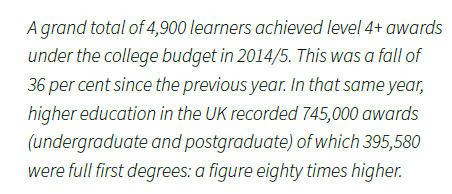 A grand total of 4,900 learners achieved level 4+ awards
under the college budget in 2014/5. This was a fall of
36 per cent since the previous year. In that same year,
higher education in the UK recorded 745,000 awards
(undergraduate and postgraduate) of which 395,580
were full first degrees: a figure eighty times higher.